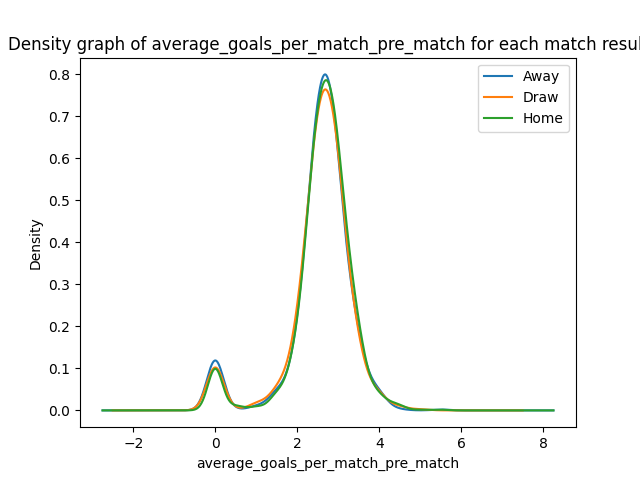 Density graph of average_goals_per_match_pre_match for each match resul
Away
Draw
Home
0.8
0.7
0.6
0.5
0.4
0.3
0.2
0.1
0.0
Density
−2
0
2
4
6
8
average_goals_per_match_pre_match